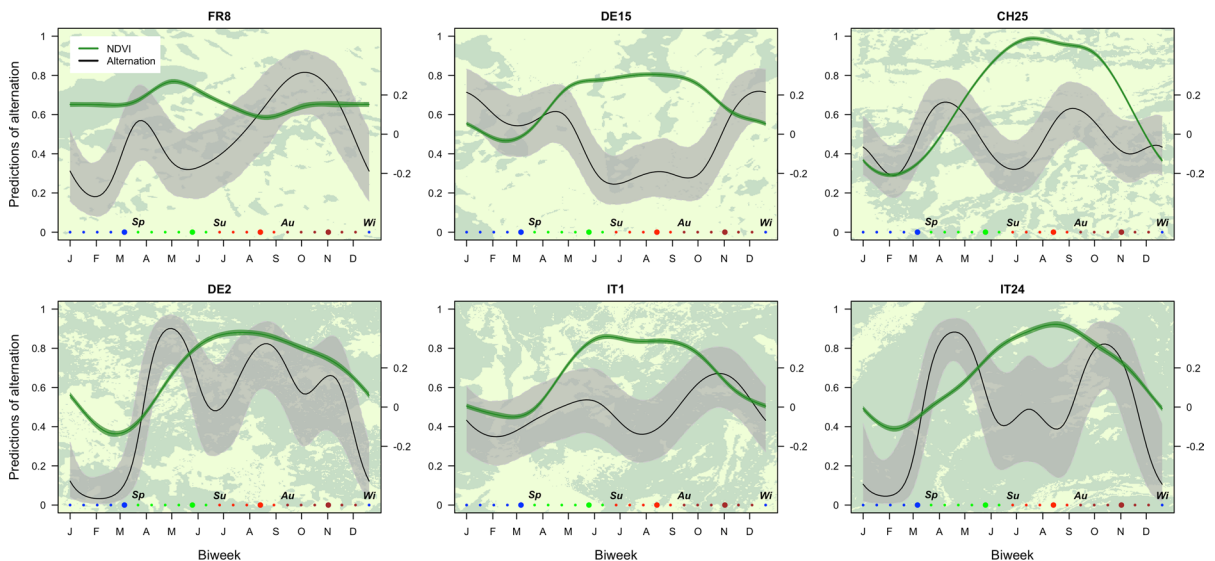 FR8
DE15
CH25
NDVI
Alternation
Predictions of alternation
1
0.8
0.6
0.4
0.2
0
0.2
0
-0.2
Sp Su Au Wi
J F M A M J J A S O N D
1
0.8
0.6
0.4
0.2
0
0.2
0
-0.2
Sp Su Au Wi
J F M A M J J A S O N D
1
0.8
0.6
0.4
0.2
0
0.2
0
-0.2
Sp Su Au Wi
J F M A M J J A S O N D
DE2
IT1
IT24
Predictions of alternation
1
0.8
0.6
0.4
0.2
0
0.2
0
-0.2
Sp Su Au Wi
J F M A M J J A S O N D
Biweek
1
0.8
0.6
0.4
0.2
0
0.2
0
-0.2
Sp Su Au Wi
J F M A M J J A S O N D
Biweek
1
0.8
0.6
0.4
0.2
0
0.2
0
-0.2
Sp Su Au Wi
J F M A M J J A S O N D
Biweek